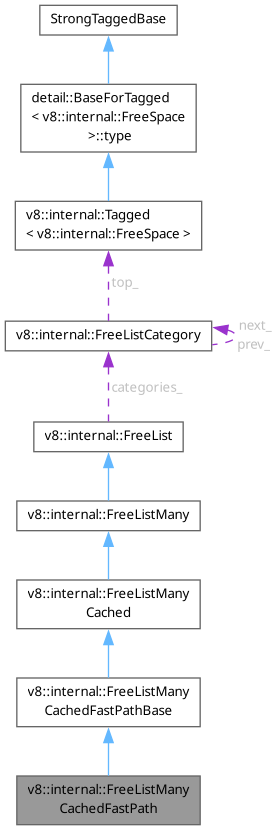 StrongTaggedBase
detail::BaseForTagged
< v8::internal::FreeSpace
>::type
v8::internal::Tagged
< v8::internal::FreeSpace >
top_
v8::internal::FreeListCategory
next_
prev_
categories_
v8::internal::FreeList
v8::internal::FreeListMany
v8::internal::FreeListMany
Cached
v8::internal::FreeListMany
CachedFastPathBase
v8::internal::FreeListMany
CachedFastPath